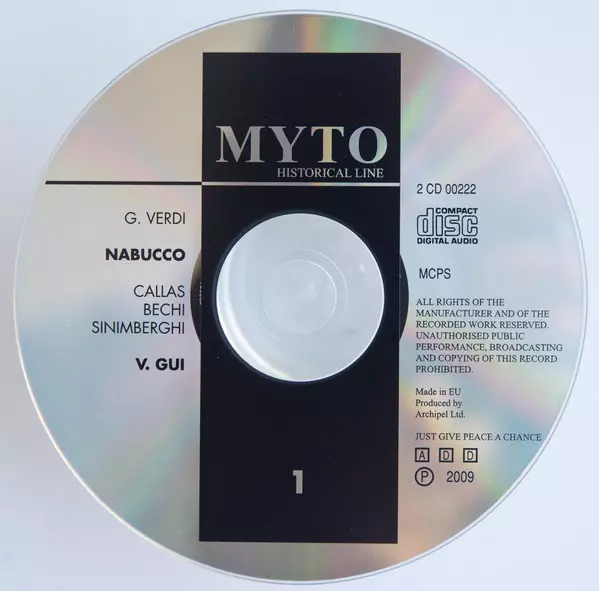 MYTO
HISTORICAL LINE
G. VERDI
NABUCCO
CALLAS
BECHI
SINIMBERGHI
V. GUI
1
2 CD 00222
COMPACT
disc
DIGITAL AUDIO
MCPS
ALL RIGHTS OF THE
MANUFACTURER AND OF THE
RECORDED WORK RESERVED.
UNAUTHORISED PUBLIC
PERFORMANCE, BROADCASTING
AND COPYING OF THIS RECORD
PROHIBITED.
Made in EU
Produced by
Archipel Ltd.
JUST GIVE PEACE A CHANCE
A D D
℗ 2009